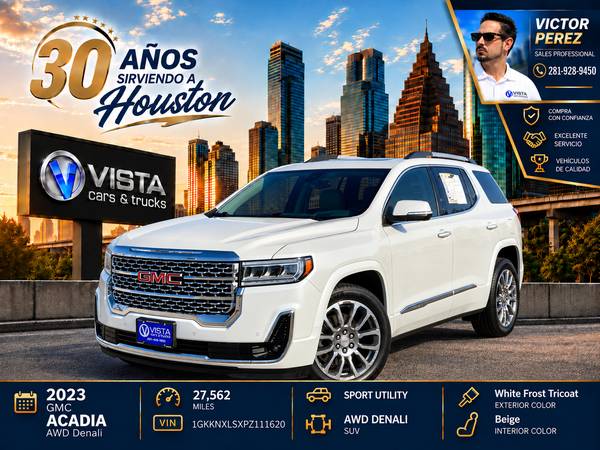 30 AÑOS
SIRVIENDO A
Houston
VISTA
cars & trucks
VICTOR
PEREZ
SALES PROFESSIONAL
281-928-9450
VISTA
COMPRA
CON CONFIANZA
EXCELENTE
SERVICIO
VEHÍCULOS
DE CALIDAD
GMC
VISTA
2023
GMC
ACADIA
AWD Denali
27,562
MILES
VIN
1GKKNXLSXPZ111620
SPORT UTILITY
AWD DENALI
SUV
White Frost Tricoat
EXTERIOR COLOR
Beige
INTERIOR COLOR